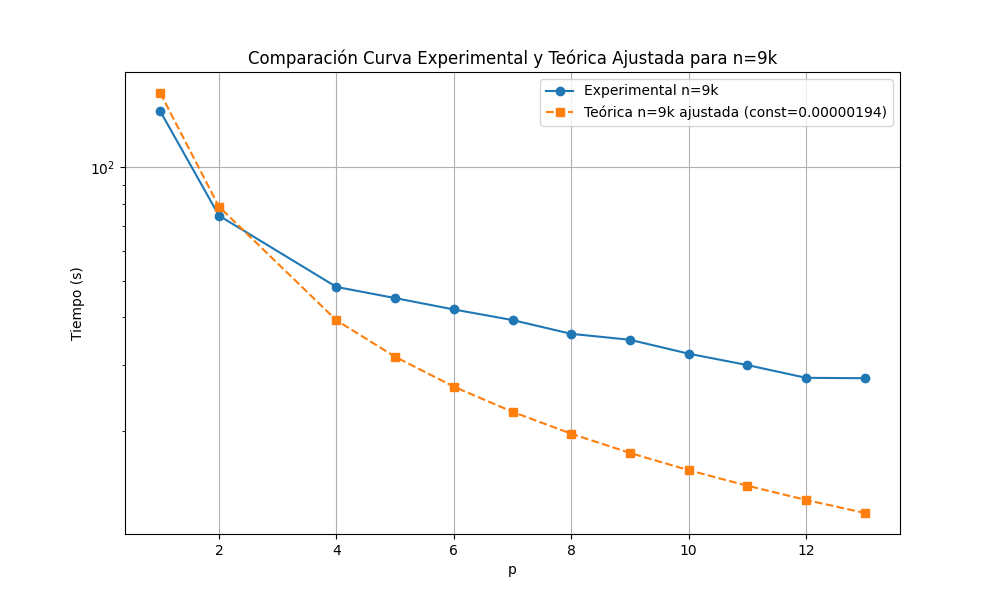 Comparación Curva Experimental y Teórica Ajustada para n=9k
Experimental n=9k
Teórica n=9k ajustada (const=0.00000194)
10²
Tiempo (s)
2 4 6 8 10 12
p